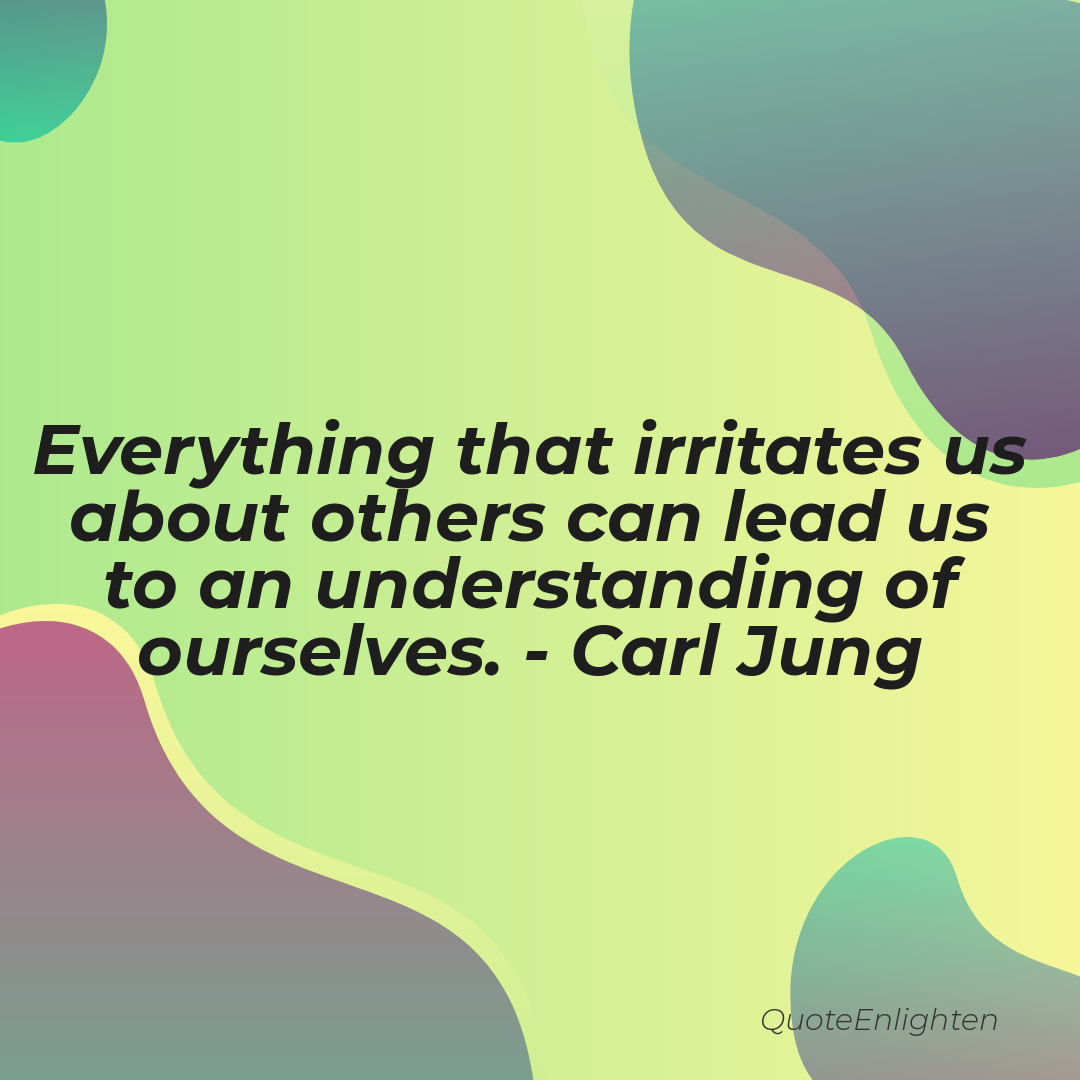 Everything that irritates us
about others can lead us
to an understanding of
ourselves. - Carl Jung
QuoteEnlighten